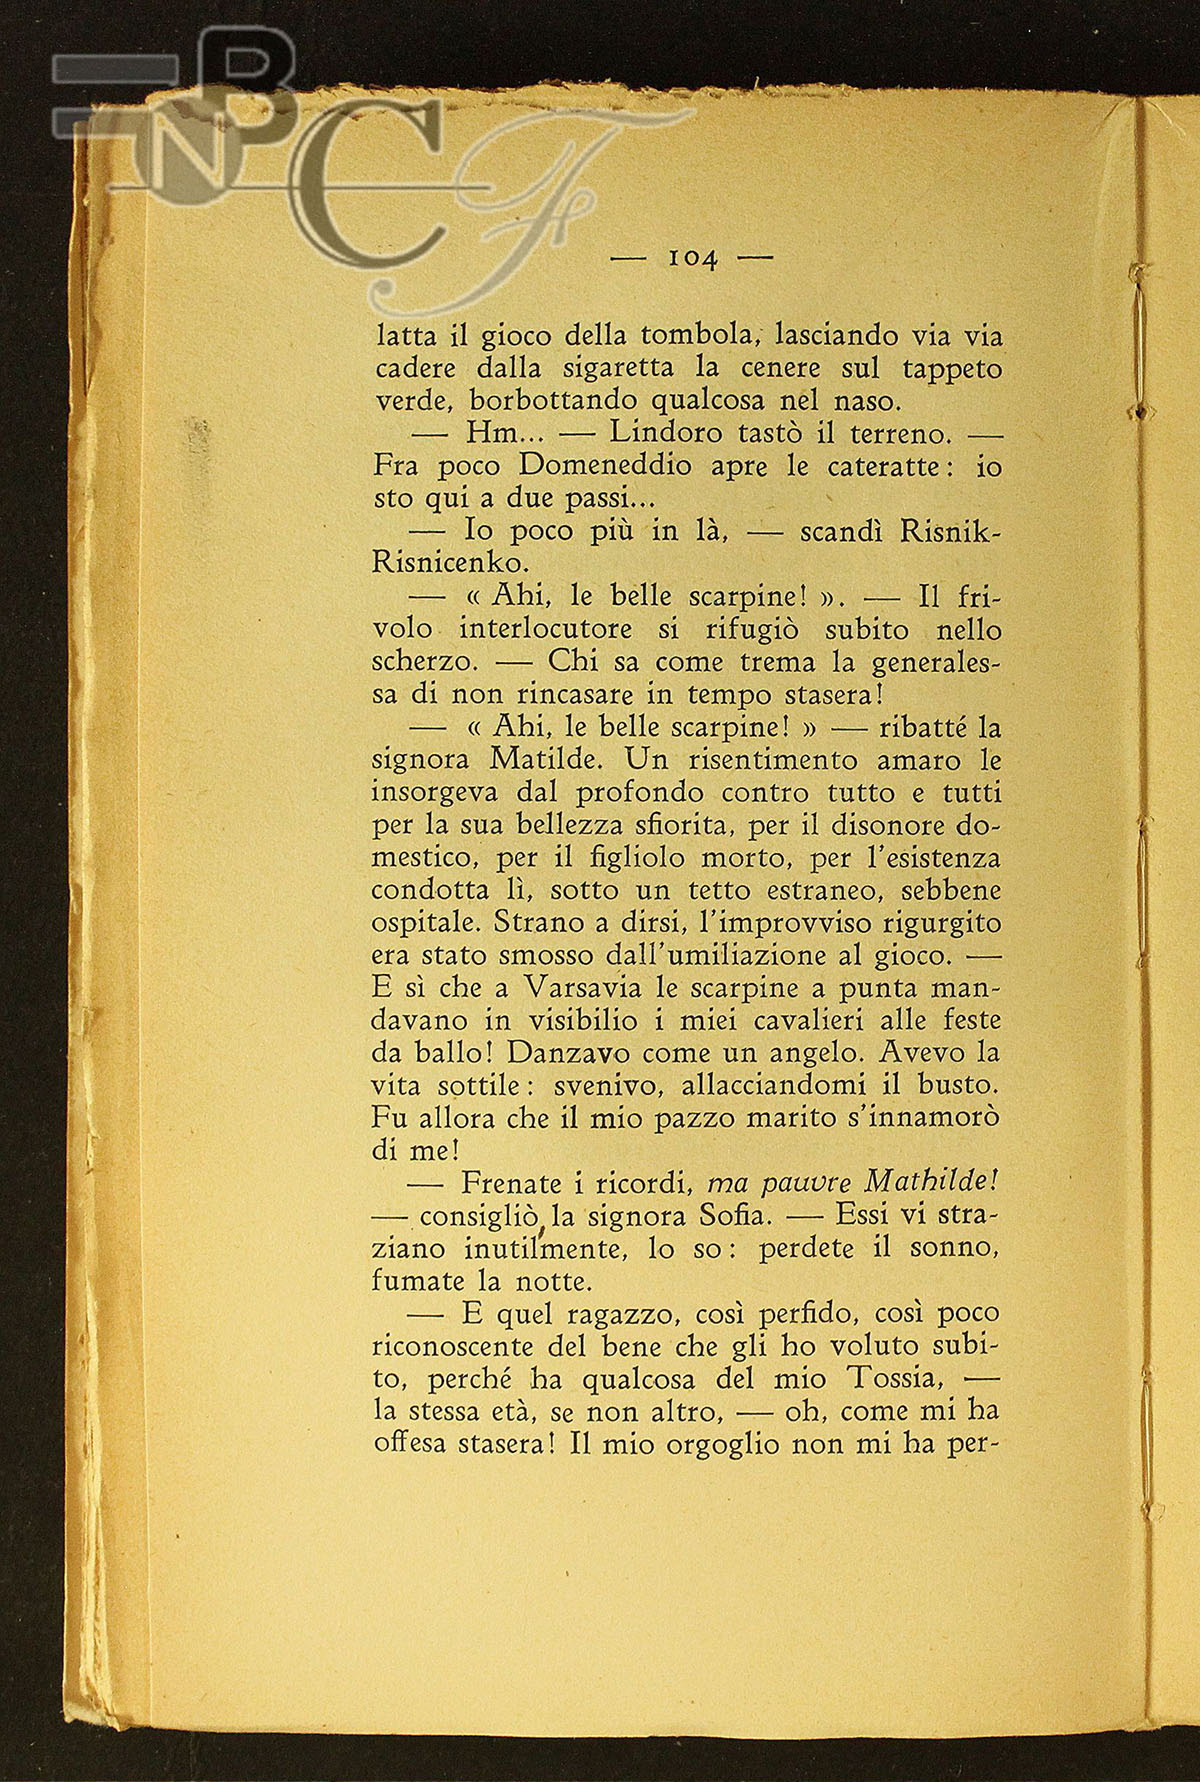 BNCF
— 104 —
latta il gioco della tombola, lasciando via via
cadere dalla sigaretta la cenere sul tappeto
verde, borbottando qualcosa nel naso.
— Hm... — Lindoro tastò il terreno. —
Fra poco Domeneddio apre le cateratte: io
sto qui a due passi...
— Io poco più in là, — scandì Risnik-
Risnicenko.
— « Ahi, le belle scarpine! ». — Il fri-
volo interlocutore si rifugiò subito nello
scherzo. — Chi sa come trema la generales-
sa di non rincasare in tempo stasera!
— « Ahi, le belle scarpine! » — ribatté la
signora Matilde. Un risentimento amaro le
insorgeva dal profondo contro tutto e tutti
per la sua bellezza sfiorita, per il disonore do-
mestico, per il figliolo morto, per l'esistenza
condotta lì, sotto un tetto estraneo, sebbene
ospitale. Strano a dirsi, l'improvviso rigurgito
era stato smosso dall'umiliazione al gioco. —
E sì che a Varsavia le scarpine a punta man-
davano in visibilio i miei cavalieri alle feste
da ballo! Danzavo come un angelo. Avevo la
vita sottile: svenivo, allacciandomi il busto.
Fu allora che il mio pazzo marito s'innamorò
di me!
— Frenate i ricordi, ma pauvre Mathilde!
— consigliò la signora Sofia. — Essi vi stra-
ziano inutilmente, lo so: perdete il sonno,
fumate la notte.
— E quel ragazzo, così perfido, così poco
riconoscente del bene che gli ho voluto subi-
to, perché ha qualcosa del mio Tossia, —
la stessa età, se non altro, — oh, come mi ha
offesa stasera! Il mio orgoglio non mi ha per-